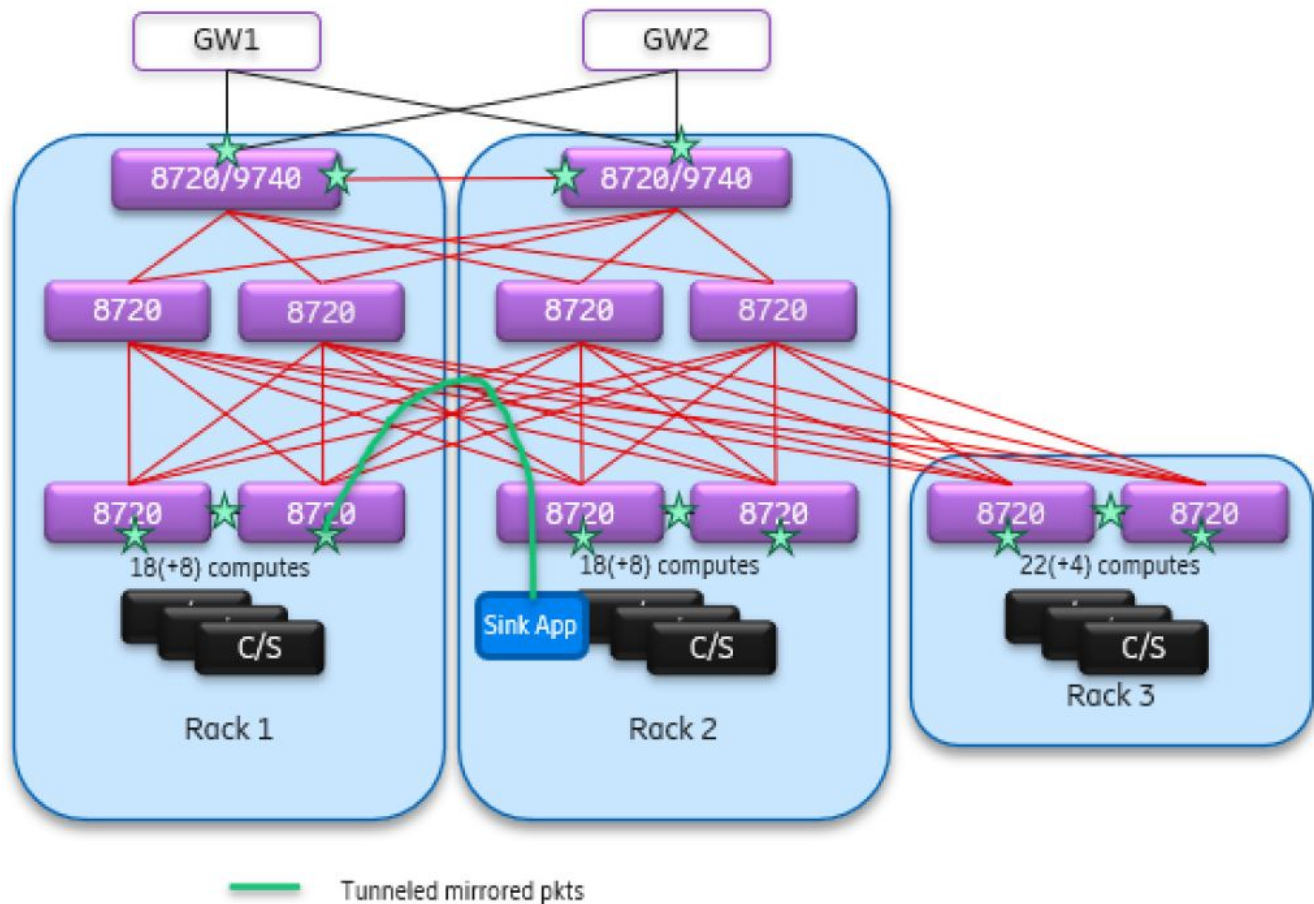 GW1 GW2
8720/9740 8720/9740
8720 8720 8720 8720
8720 8720 8720 8720 8720 8720
18(+8) computes 18(+8) computes 22(+4) computes
Sink App
C/S C/S C/S
Rack 1 Rack 2 Rack 3
Tunneled mirrored pkts